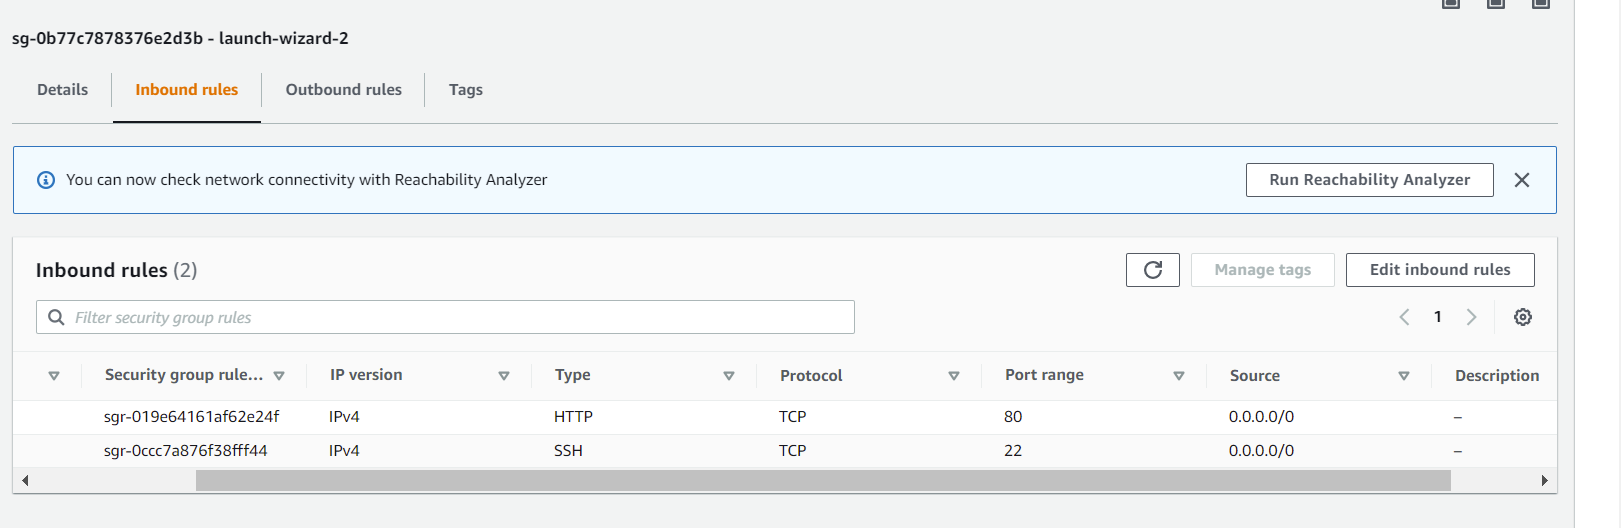 sg-0b77c7878376e2d3b - launch-wizard-2
Details Inbound rules Outbound rules Tags
You can now check network connectivity with Reachability Analyzer Run Reachability Analyzer
Inbound rules (2) Manage tags Edit inbound rules
Filter security group rules 1
Security group rule... IP version Type Protocol Port range Source Description
sgr-019e64161af62e24f IPv4 HTTP TCP 80 0.0.0.0/0 –
sgr-0ccc7a876f38fff44 IPv4 SSH TCP 22 0.0.0.0/0 –